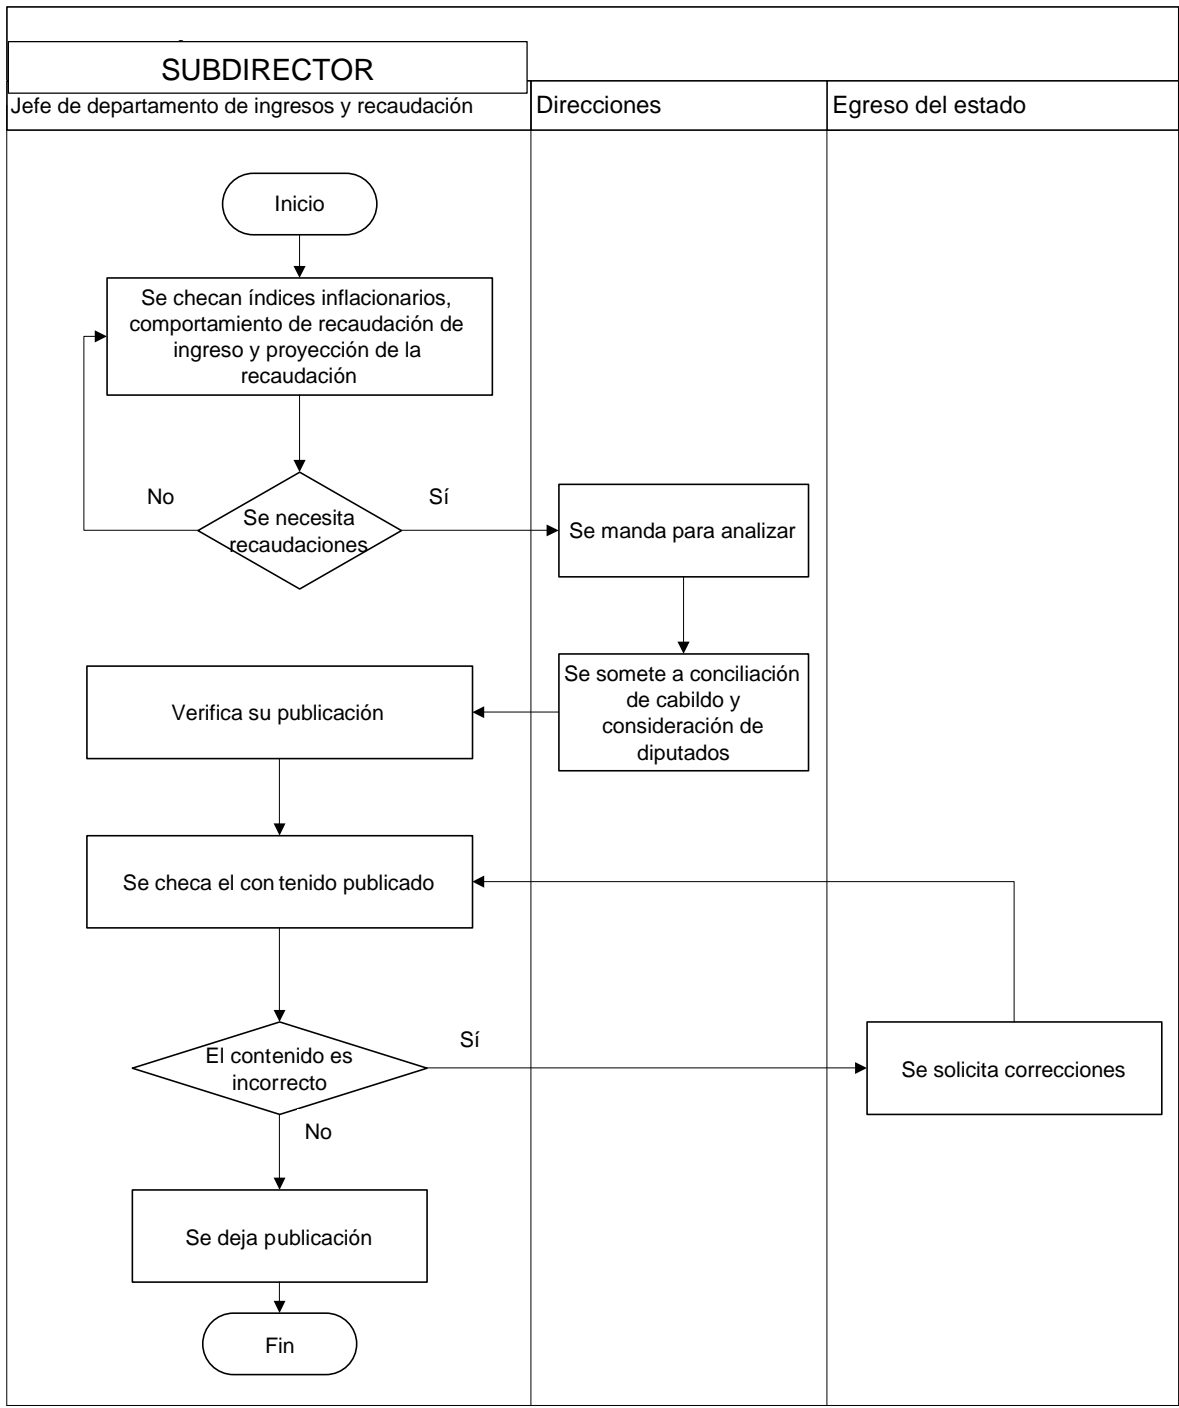 SUBDIRECTOR
Jefe de departamento de ingresos y recaudación
Direcciones
Egreso del estado
Inicio
Se checan índices inflacionarios,
comportamiento de recaudación de
ingreso y proyección de la
recaudación
No
Sí
Se necesita
recaudaciones
Se manda para analizar
Se somete a conciliación
de cabildo y
consideración de
diputados
Verifica su publicación
Se checa el con tenido publicado
El contenido es
incorrecto
Sí
Se solicita correcciones
No
Se deja publicación
Fin